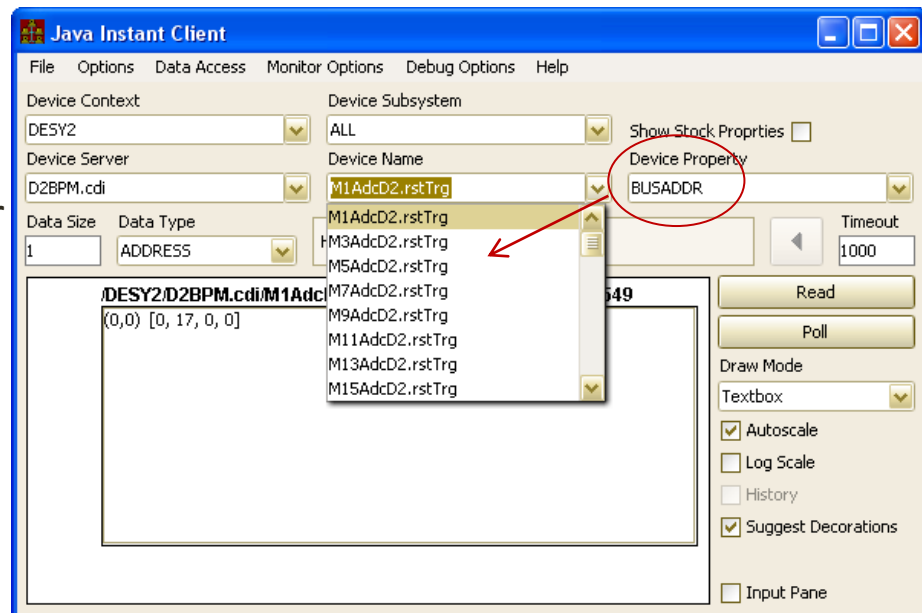 Java Instant Client
File Options Data Access Monitor Options Debug Options Help
Device Context Device Subsystem
DESY2 ALL Show Stock Proprties
Device Server Device Name Device Property
D2BPM.cdi M1AdcD2.rstTrg BUSADDR
Data Size Data Type Timeout
1 ADDRESS 1000
M1AdcD2.rstTrg
M3AdcD2.rstTrg
M5AdcD2.rstTrg
M7AdcD2.rstTrg
M9AdcD2.rstTrg
M11AdcD2.rstTrg
M13AdcD2.rstTrg
M15AdcD2.rstTrg
/DESY2/D2BPM.cdi/M1Adc 549
(0,0) [0, 17, 0, 0]
Read
Poll
Draw Mode
Textbox
Autoscale
Log Scale
History
Suggest Decorations
Input Pane